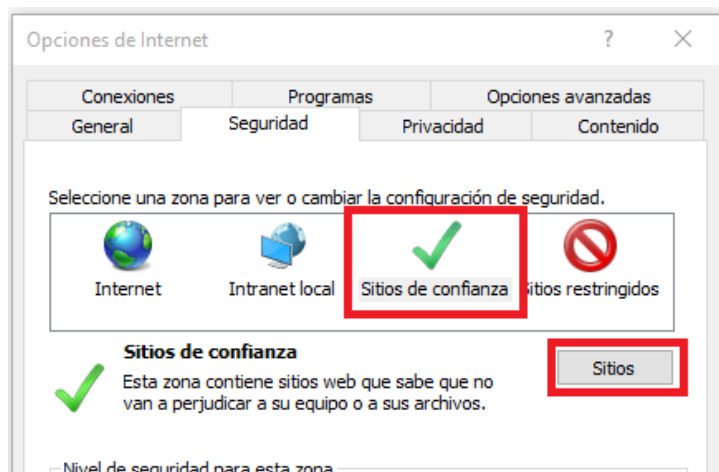 Opciones de Internet ? ×
Conexiones Programas Opciones avanzadas
General Seguridad Privacidad Contenido
Seleccione una zona para ver o cambiar la configuración de seguridad.
Internet Intranet local Sitios de confianza Sitios restringidos
Sitios de confianza
Sitios
Esta zona contiene sitios web que sabe que no
van a perjudicar a su equipo o a sus archivos.
Nivel de seguridad para esta zona